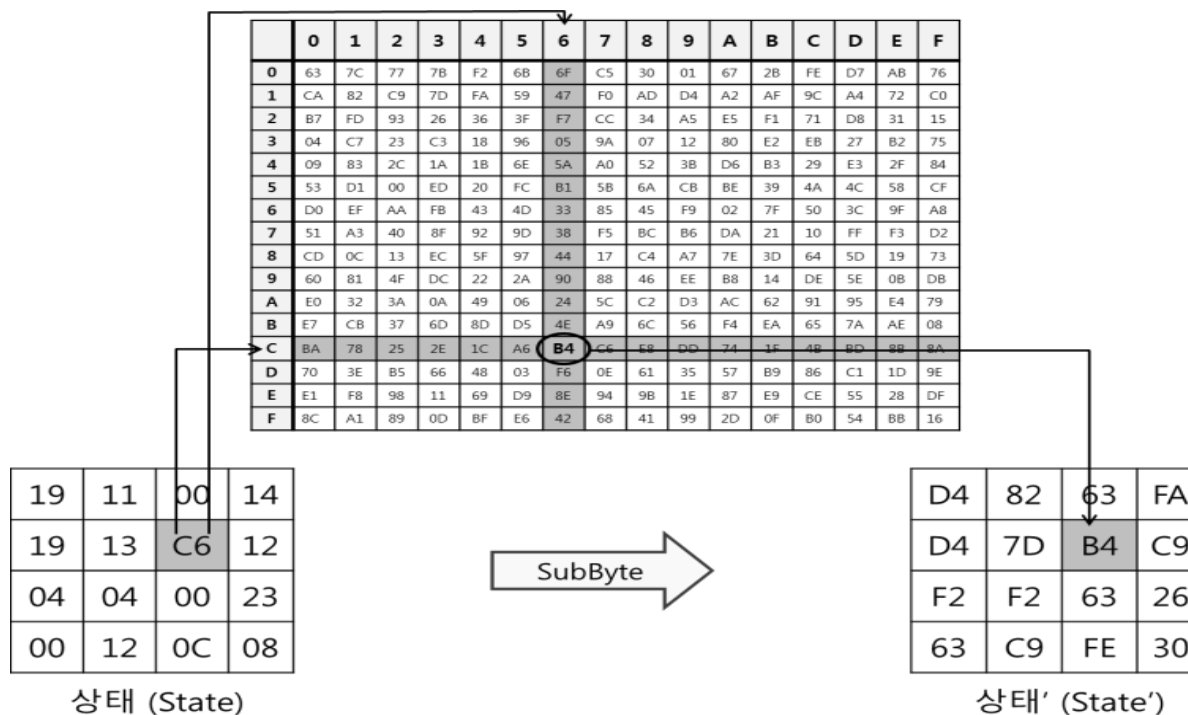 0 1 2 3 4 5 6 7 8 9 A B C D E F
0 63 7C 77 7B F2 6B 6F C5 30 01 67 2B FE D7 AB 76
1 CA 82 C9 7D FA 59 47 F0 AD D4 A2 AF 9C A4 72 C0
2 B7 FD 93 26 36 3F F7 CC 34 A5 E5 F1 71 D8 31 15
3 04 C7 23 C3 18 96 05 9A 07 12 80 E2 EB 27 B2 75
4 09 83 2C 1A 1B 6E 5A A0 52 3B D6 B3 29 E3 2F 84
5 53 D1 00 ED 20 FC B1 5B 6A CB BE 39 4A 4C 58 CF
6 D0 EF AA FB 43 4D 33 85 45 F9 02 7F 50 3C 9F A8
7 51 A3 40 8F 92 9D 38 F5 BC B6 DA 21 10 FF F3 D2
8 CD 0C 13 EC 5F 97 44 17 C4 A7 7E 3D 64 5D 19 73
9 60 81 4F DC 22 2A 90 88 46 EE B8 14 DE 5E 0B DB
A E0 32 3A 0A 49 06 24 5C C2 D3 AC 62 91 95 E4 79
B E7 CB 37 6D 8D D5 4E A9 6C 56 F4 EA 65 7A AE 08
C BA 78 25 2E 1C A6 B4 C6 E8 DD 74 1F 4B BD 8B 8A
D 70 3E B5 66 48 03 F6 0E 61 35 57 B9 86 C1 1D 9E
E E1 F8 98 11 69 D9 8E 94 9B 1E 87 E9 CE 55 28 DF
F 8C A1 89 0D BF E6 42 68 41 99 2D 0F B0 54 BB 16
19 11 00 14
19 13 C6 12
04 04 00 23
00 12 0C 08
상태 (State)
SubByte
D4 82 63 FA
D4 7D B4 C9
F2 F2 63 26
63 C9 FE 30
상태' (State')